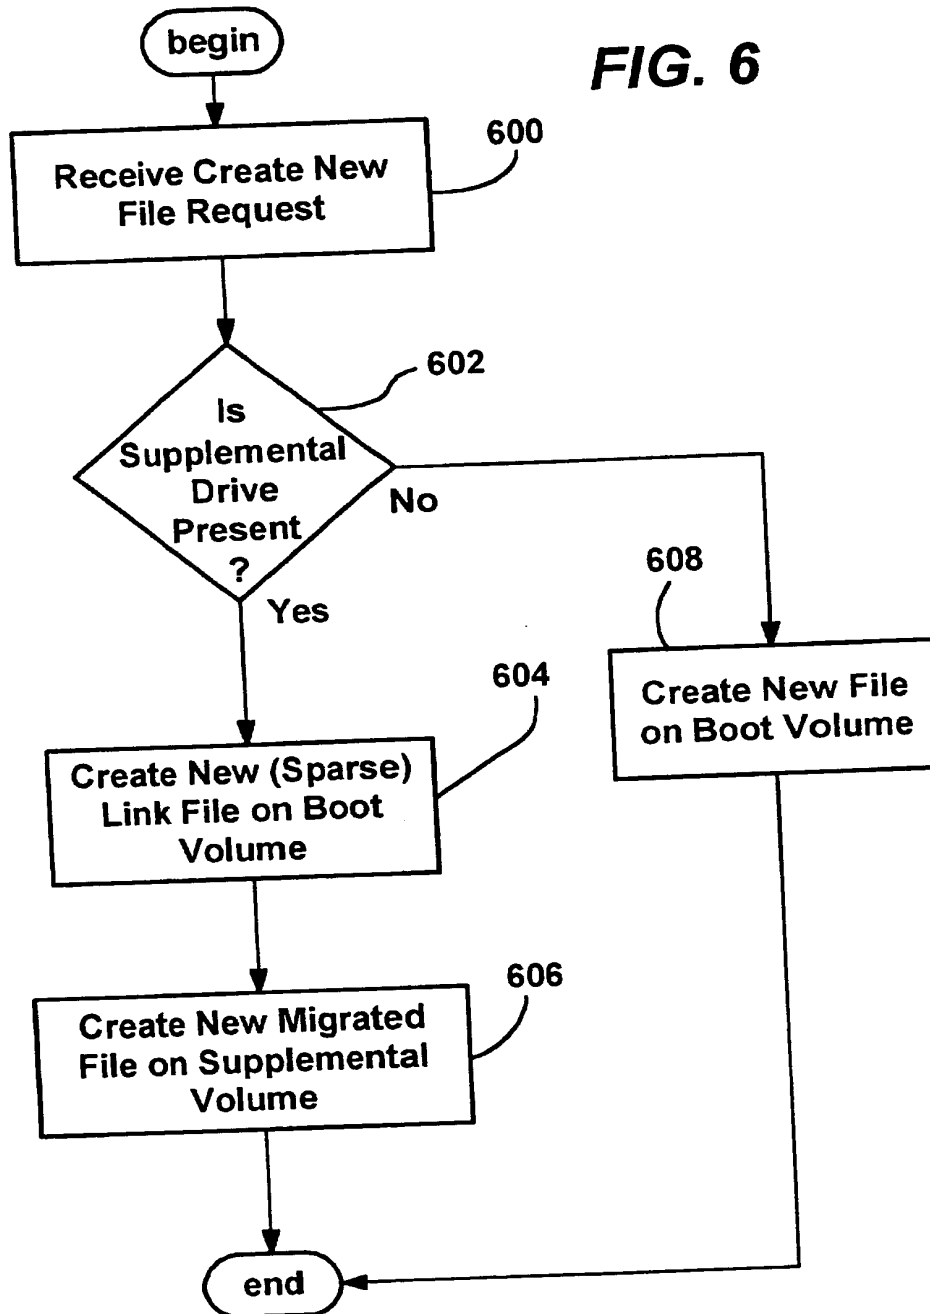 begin
FIG. 6
600
Receive Create New
File Request
602
Is
Supplemental
Drive
Present
?
No
Yes
608
Create New File
on Boot Volume
604
Create New (Sparse)
Link File on Boot
Volume
606
Create New Migrated
File on Supplemental
Volume
end